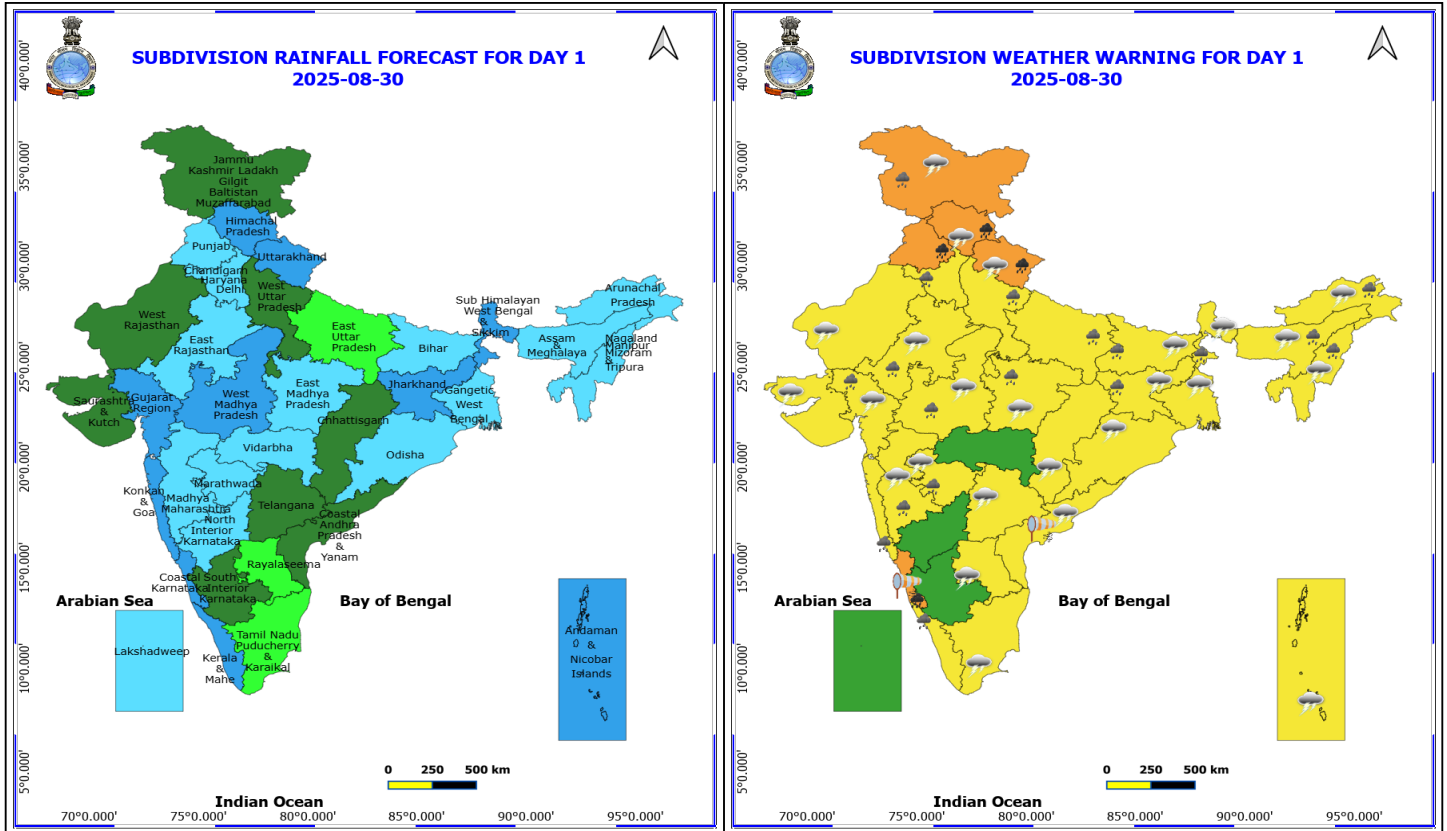 SUBDIVISION RAINFALL FORECAST FOR DAY 1
2025-08-30
40°0.000'
35°0.000'
30°0.000'
25°0.000'
20°0.000'
15°0.000'
10°0.000'
5°0.000'
Jammu
Kashmir Ladakh
Gilgit
Baltistan
Muzaffarabad
Himachal
Pradesh
Punjab
Uttarakhand
Chandigarh
Haryana
Delhi
West
Uttar
Pradesh
West
Rajasthan
East
Rajasthan
East
Uttar
Pradesh
Sub Himalayan
West Bengal
&
Sikkim
Arunachal
Pradesh
Assam
&
Meghalaya
Nagaland
Manipur
Mizoram
&
Tripura
Bihar
Saurashtra
&
Kutch
Gujarat
Region
West
Madhya
Pradesh
East
Madhya
Pradesh
Jharkhand
Gangetic
West
Bengal
Chhattisgarh
Vidarbha
Odisha
Konkan
&
Goa
Marathwada
Madhya
Maharashtra
North
Interior
Karnataka
Telangana
Coastal
Andhra
Pradesh
&
Yanam
Rayalaseema
Coastal
Karnataka
South
Interior
Karnataka
Arabian Sea
Bay of Bengal
Lakshadweep
Tamil Nadu
Puducherry
&
Karaikal
Kerala
&
Mahe
Andaman
&
Nicobar
Islands
0 250 500 km
Indian Ocean
70°0.000' 75°0.000' 80°0.000' 85°0.000' 90°0.000' 95°0.000'
SUBDIVISION WEATHER WARNING FOR DAY 1
2025-08-30
40°0.000'
35°0.000'
30°0.000'
25°0.000'
20°0.000'
15°0.000'
10°0.000'
5°0.000'
Arabian Sea
Bay of Bengal
0 250 500 km
Indian Ocean
70°0.000' 75°0.000' 80°0.000' 85°0.000' 90°0.000' 95°0.000'